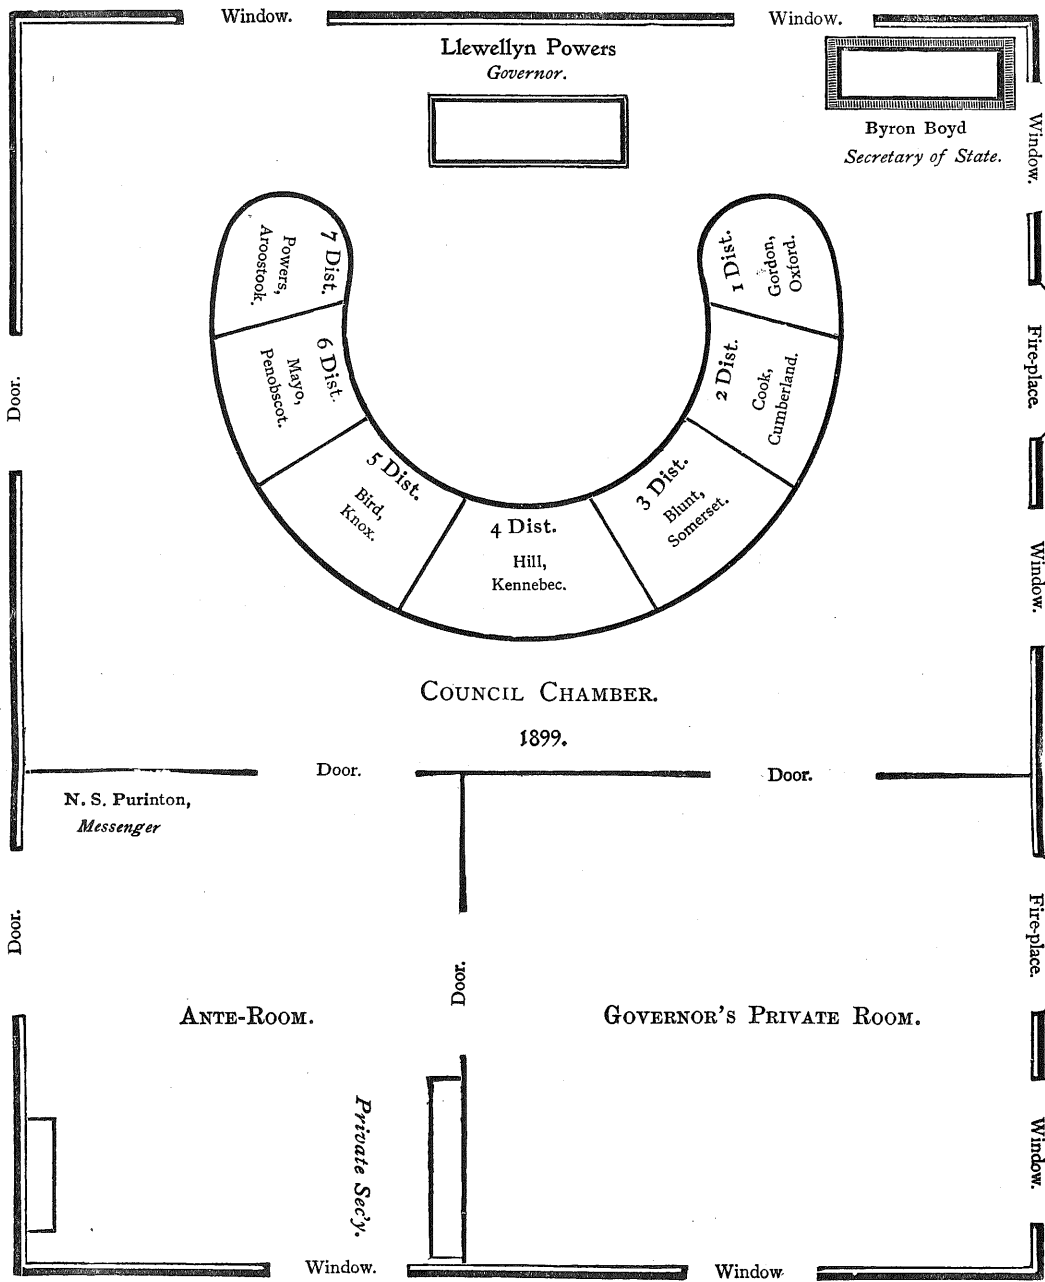 Window.
Window.
Llewellyn Powers
Governor.
Byron Boyd
Secretary of State.
Window.
7 Dist.
Powers,
Aroostook.
1 Dist.
Gordon,
Oxford.
6 Dist.
Mayo,
Penobscot.
2 Dist.
Cook,
Cumberland.
Door.
Fire-place.
5 Dist.
Bird,
Knox.
4 Dist.
Hill,
Kennebec.
3 Dist.
Blunt,
Somerset.
Window.
COUNCIL CHAMBER.
1899.
Door.
Door.
N. S. Purinton,
Messenger
Door.
Door.
Fire-place.
ANTE-ROOM.
GOVERNOR'S PRIVATE ROOM.
Private Sec'y.
Window.
Window.
Window